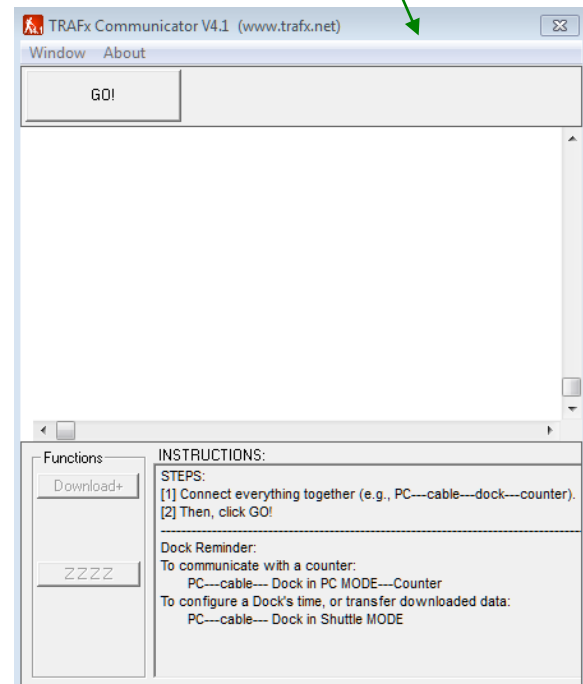 TRAFx Communicator V4.1 (www.trafx.net)
Window About
GO!
Functions
Download+
ZZZZ
INSTRUCTIONS:
STEPS:
[1] Connect everything together (e.g., PC---cable---dock---counter).
[2] Then, click GO!
Dock Reminder:
To communicate with a counter:
PC---cable--- Dock in PC MODE---Counter
To configure a Dock's time, or transfer downloaded data:
PC---cable--- Dock in Shuttle MODE